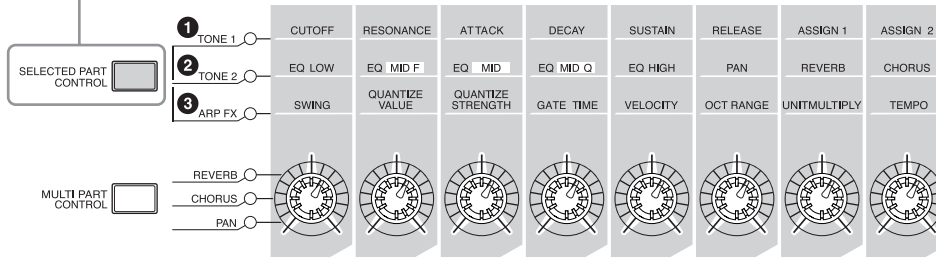 1 TONE 1 CUTOFF RESONANCE ATTACK DECAY SUSTAIN RELEASE ASSIGN 1 ASSIGN 2
SELECTED PART
CONTROL
2 TONE 2 EQ LOW EQ MID F EQ MID EQ MID Q EQ HIGH PAN REVERB CHORUS
3 ARP FX SWING QUANTIZE VALUE QUANTIZE STRENGTH GATE TIME VELOCITY OCT RANGE UNITMULTIPLY TEMPO
MULTI PART
CONTROL
REVERB
CHORUS
PAN